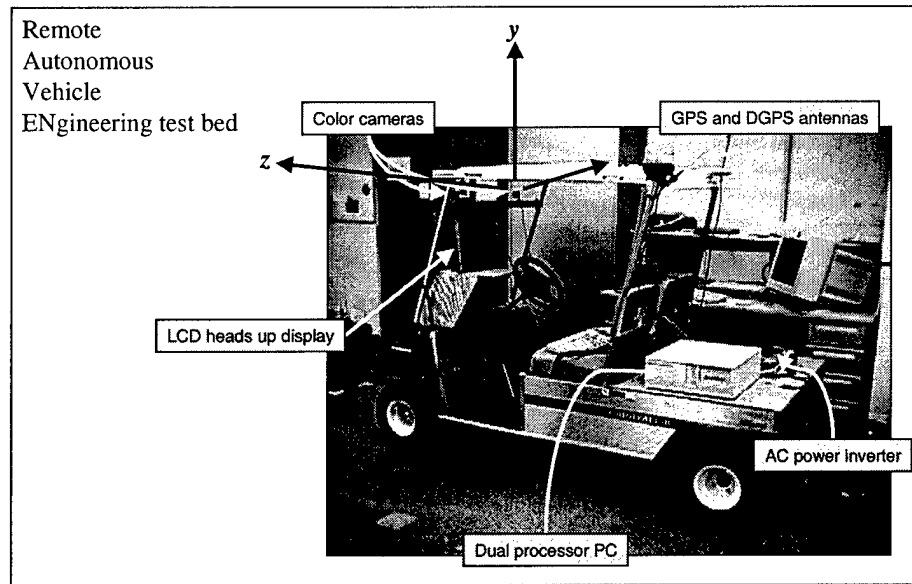 Remote
Autonomous
Vehicle
ENgineering test bed
y
Color cameras
GPS and DGPS antennas
z
LCD heads up display
AC power inverter
Dual processor PC